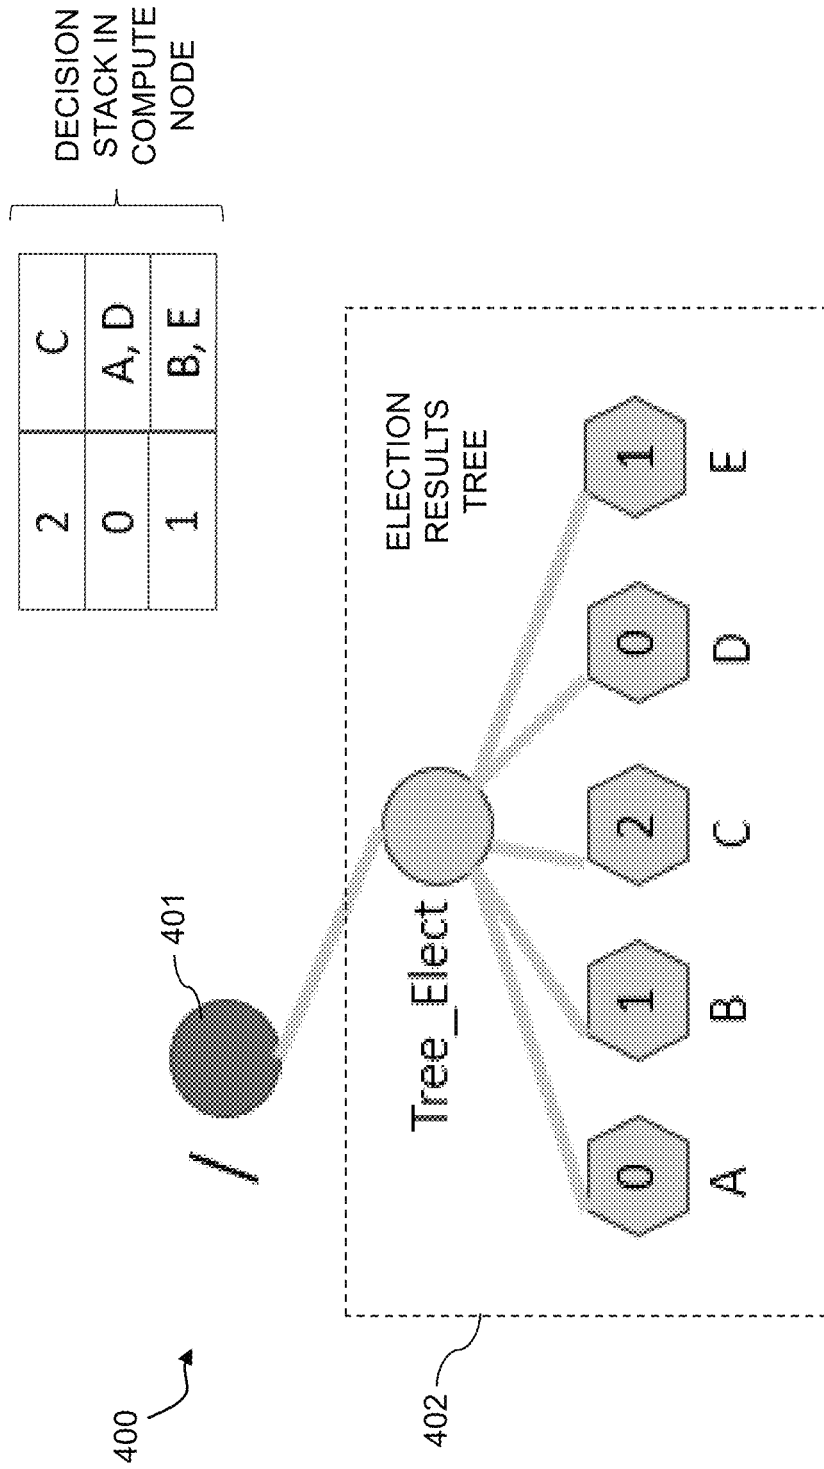 400
/
401
2 C
0 A, D
1 B, E
DECISION
STACK IN
COMPUTE
NODE
402
Tree_Elect
ELECTION
RESULTS
TREE
0 1 2 0 1
A B C D E